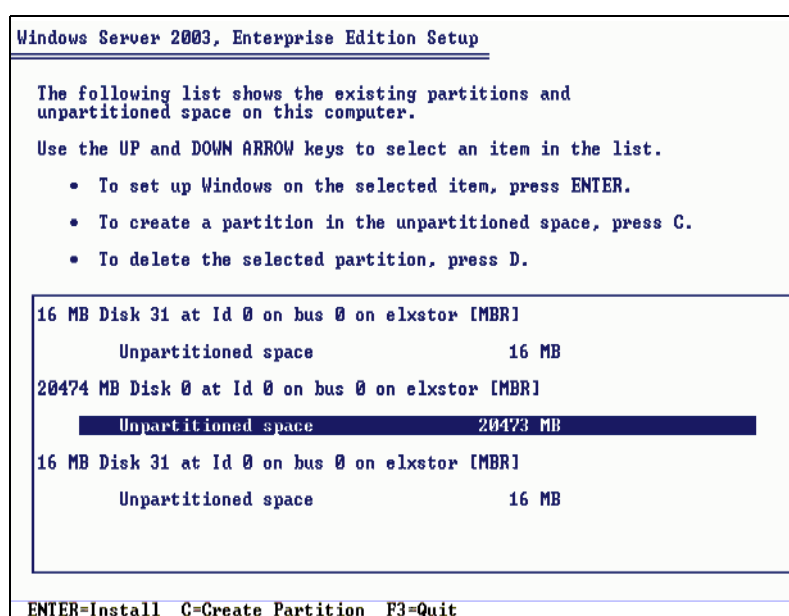 Windows Server 2003, Enterprise Edition Setup
The following list shows the existing partitions and
unpartitioned space on this computer.
Use the UP and DOWN ARROW keys to select an item in the list.
• To set up Windows on the selected item, press ENTER.
• To create a partition in the unpartitioned space, press C.
• To delete the selected partition, press D.
16 MB Disk 31 at Id 0 on bus 0 on elxstor [MBR]
Unpartitioned space 16 MB
20474 MB Disk 0 at Id 0 on bus 0 on elxstor [MBR]
Unpartitioned space 20473 MB
16 MB Disk 31 at Id 0 on bus 0 on elxstor [MBR]
Unpartitioned space 16 MB
ENTER=Install C=Create Partition F3=Quit